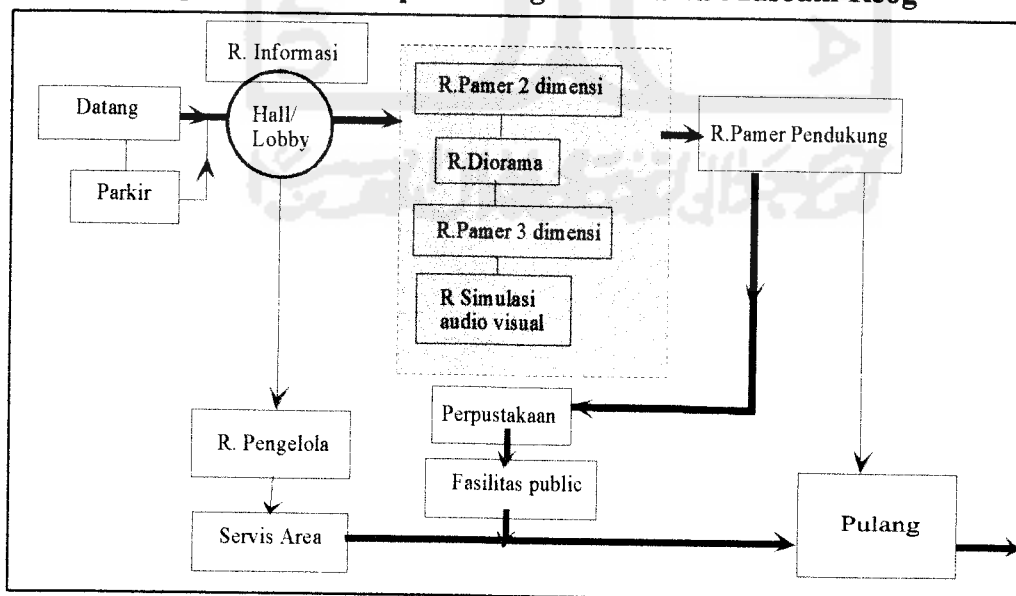 R. Informasi
Datang
Hall/
Lobby
Parkir
R.Pamer 2 dimensi
R.Diorama
R.Pamer 3 dimensi
R Simulasi
audio visual
R.Pamer Pendukung
R. Pengelola
Servis Area
Perpustakaan
Fasilitas public
Pulang